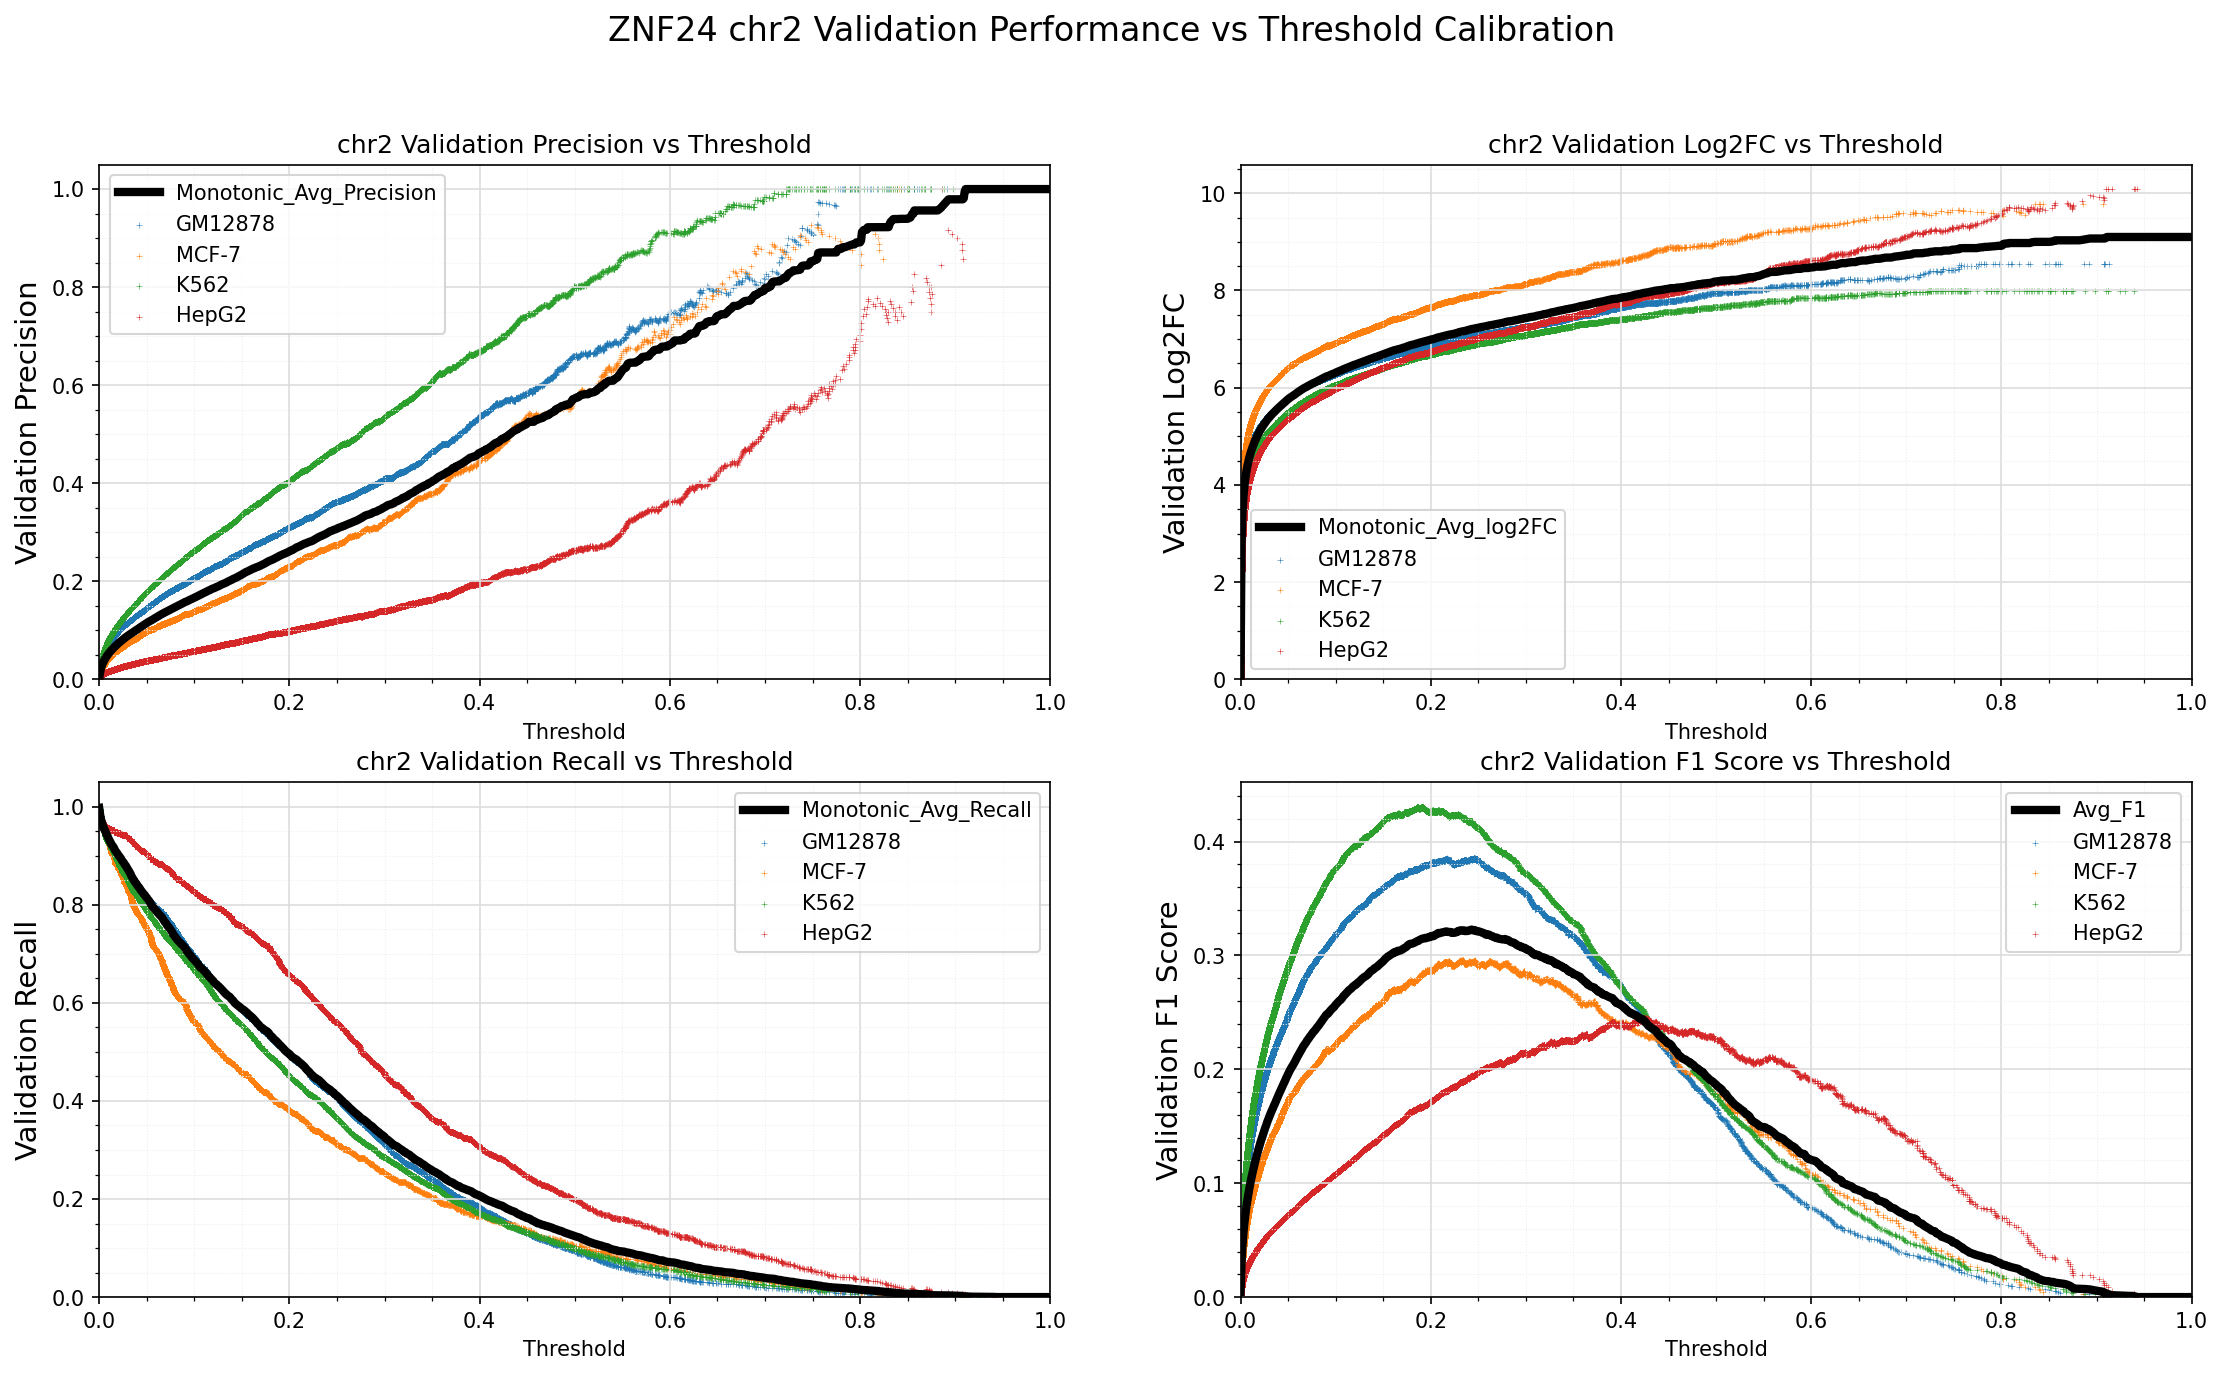 ZNF24 chr2 Validation Performance vs Threshold Calibration
chr2 Validation Precision vs Threshold
Validation Precision
1.0
0.8
0.6
0.4
0.2
0.0
Monotonic_Avg_Precision
GM12878
MCF-7
K562
HepG2
0.0 0.2 0.4 0.6 0.8 1.0
Threshold
chr2 Validation Log2FC vs Threshold
Validation Log2FC
10
8
6
4
2
0
Monotonic_Avg_log2FC
GM12878
MCF-7
K562
HepG2
0.0 0.2 0.4 0.6 0.8 1.0
Threshold
chr2 Validation Recall vs Threshold
Validation Recall
1.0
0.8
0.6
0.4
0.2
0.0
Monotonic_Avg_Recall
GM12878
MCF-7
K562
HepG2
0.0 0.2 0.4 0.6 0.8 1.0
Threshold
chr2 Validation F1 Score vs Threshold
Validation F1 Score
0.4
0.3
0.2
0.1
0.0
Avg_F1
GM12878
MCF-7
K562
HepG2
0.0 0.2 0.4 0.6 0.8 1.0
Threshold